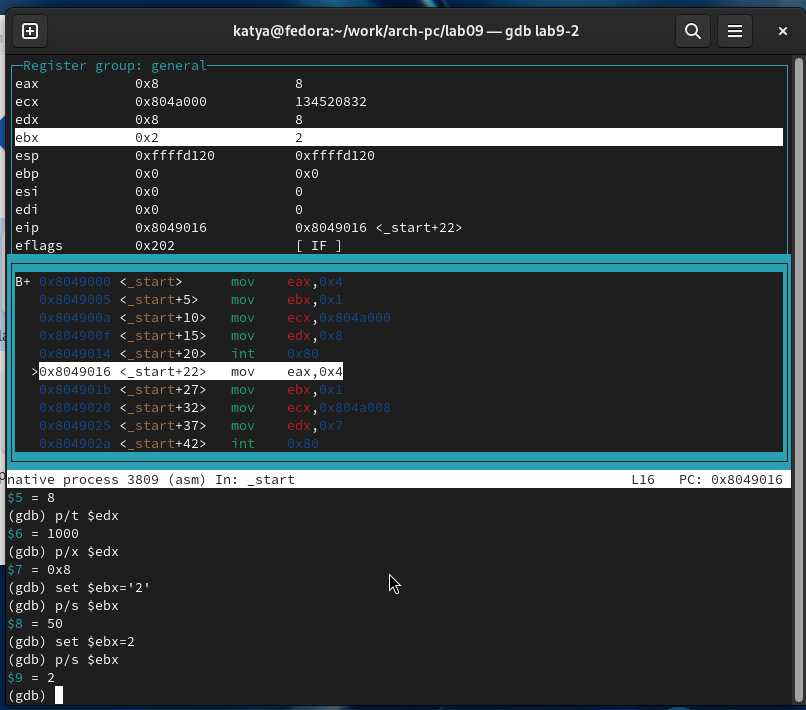 katya@fedora:~/work/arch-pc/lab09 — gdb lab9-2
Register group: general
eax 0x8 8
ecx 0x804a000 134520832
edx 0x8 8
ebx 0x2 2
esp 0xffffd120 0xffffd120
ebp 0x0 0x0
esi 0x0 0
edi 0x0 0
eip 0x8049016 0x8049016 <_start+22>
eflags 0x202 [ IF ]
B+ 0x8049000 <_start> mov eax,0x4
0x8049005 <_start+5> mov ebx,0x1
0x804900a <_start+10> mov ecx,0x804a000
0x804900f <_start+15> mov edx,0x8
0x8049014 <_start+20> int 0x80
>0x8049016 <_start+22> mov eax,0x4
0x804901b <_start+27> mov ebx,0x1
0x8049020 <_start+32> mov ecx,0x804a008
0x8049025 <_start+37> mov edx,0x7
0x804902a <_start+42> int 0x80
native process 3809 (asm) In: _start L16 PC: 0x8049016
$5 = 8
(gdb) p/t $edx
$6 = 1000
(gdb) p/x $edx
$7 = 0x8
(gdb) set $ebx='2'
(gdb) p/s $ebx
$8 = 50
(gdb) set $ebx=2
(gdb) p/s $ebx
$9 = 2
(gdb)